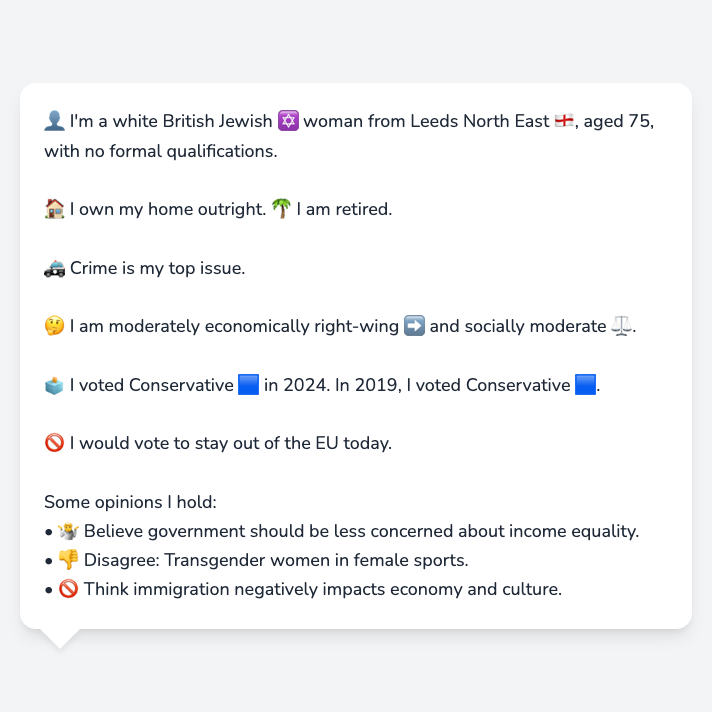 👤 I'm a white British Jewish ✡️ woman from Leeds North East 🏴󠁧󠁢󠁥󠁮󠁧󠁿, aged 75,
with no formal qualifications.
🏠 I own my home outright. 🌴 I am retired.
🚓 Crime is my top issue.
🤔 I am moderately economically right-wing ➡️ and socially moderate ⚖️.
🗳️ I voted Conservative 🟦 in 2024. In 2019, I voted Conservative 🟦.
🚫 I would vote to stay out of the EU today.
Some opinions I hold:
• 🤷 Believe government should be less concerned about income equality.
• 👎 Disagree: Transgender women in female sports.
• 🚫 Think immigration negatively impacts economy and culture.